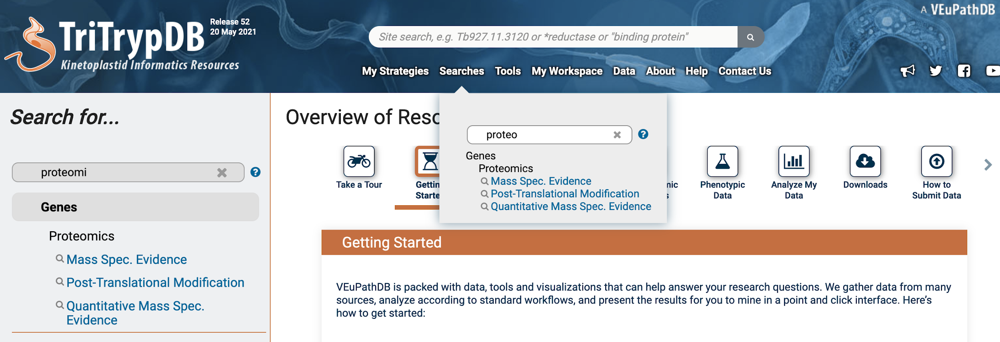 TriTrypDB
Release 52
20 May 2021
Kinetoplastid Informatics Resources
A VEuPathDB
Site search, e.g. Tb927.11.3120 or *reductase or "binding protein"
My Strategies Searches Tools My Workspace Data About Help Contact Us
Search for...
proteomi
Genes
Proteomics
Mass Spec. Evidence
Post-Translational Modification
Quantitative Mass Spec.
Evidence
Overview of Reso
proteo
Genes
Proteomics
Mass Spec. Evidence
Post-Translational Modification
Quantitative Mass Spec. Evidence
Take a Tour
Gettin
Starte
nic
s
Phenotypic
Data
Analyze My
Data
Downloads
How to
Submit Data
Getting Started
VEuPathDB is packed with data, tools and visualizations that can help answer your research questions. We gather data from many
sources, analyze according to standard workflows, and present the results for you to mine in a point and click interface. Here’s
how to get started: